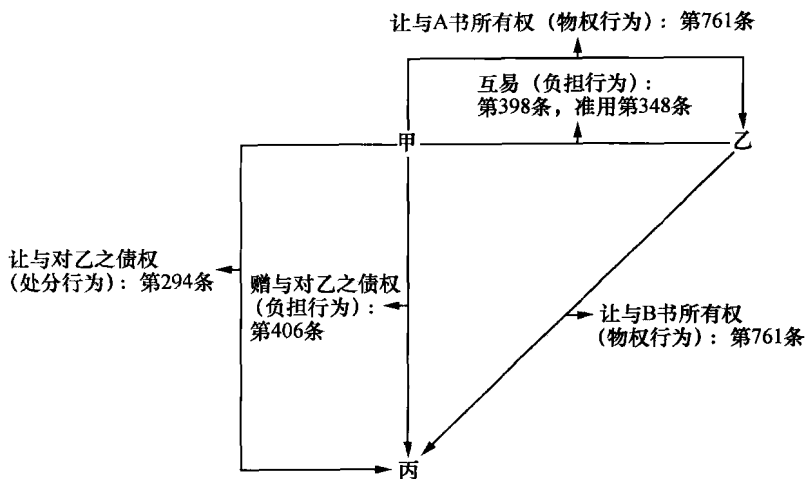 让与A书所有权（物权行为）：第761条
互易（负担行为）：
第398条，准用第348条
甲
乙
让与对乙之债权
（处分行为）：第294条
赠与对乙之债权
（负担行为）：
第406条
让与B书所有权
（物权行为）：第761条
丙